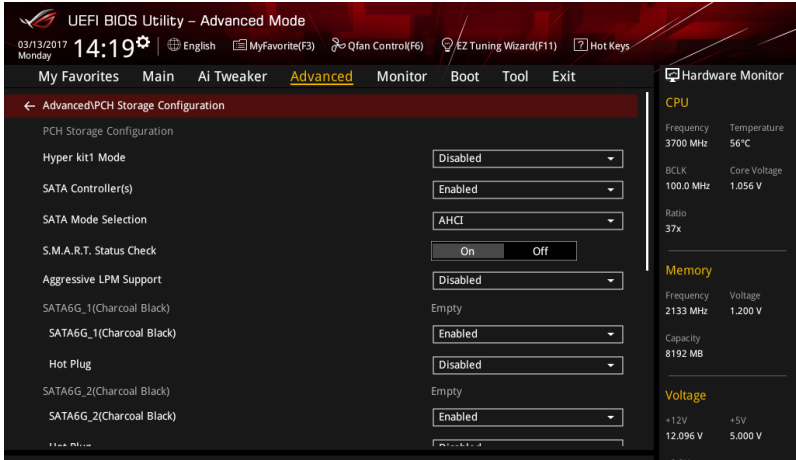 UEFI BIOS Utility – Advanced Mode
03/13/2017 Monday 14:19 English MyFavorite(F3) Qfan Control(F6) EZ Tuning Wizard(F11) ? Hot Keys
My Favorites Main Ai Tweaker Advanced Monitor Boot Tool Exit
← Advanced\PCH Storage Configuration
PCH Storage Configuration
Hyper kit1 Mode Disabled
SATA Controller(s) Enabled
SATA Mode Selection AHCI
S.M.A.R.T. Status Check On Off
Aggressive LPM Support Disabled
SATA6G_1(Charcoal Black) Empty
SATA6G_1(Charcoal Black) Enabled
Hot Plug Disabled
SATA6G_2(Charcoal Black) Empty
SATA6G_2(Charcoal Black) Enabled
Hot Plug Disabled
Hardware Monitor
CPU
Frequency Temperature
3700 MHz 56°C
BCLK Core Voltage
100.0 MHz 1.056 V
Ratio
37x
Memory
Frequency Voltage
2133 MHz 1.200 V
Capacity
8192 MB
Voltage
+12V +5V
12.096 V 5.000 V